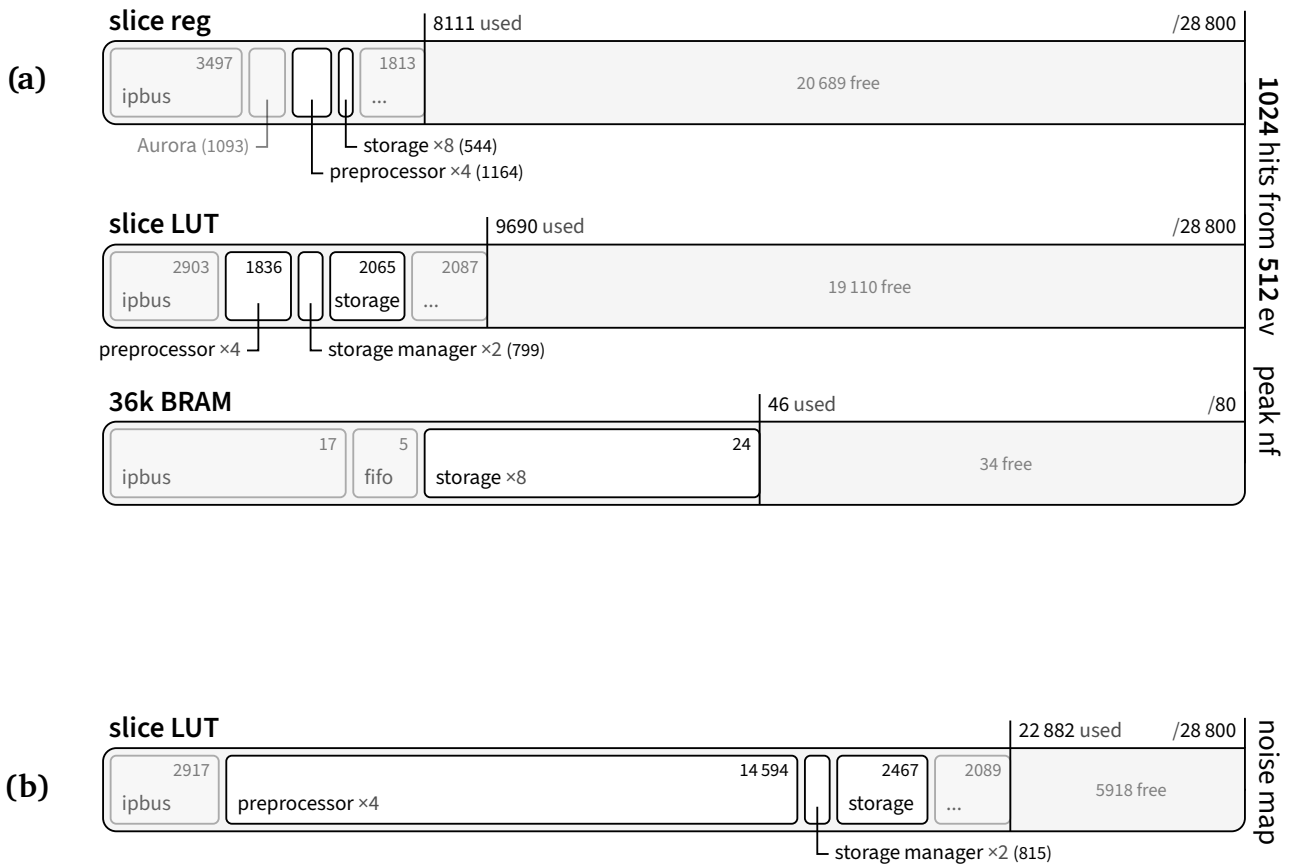 (a)
slice reg
8111 used
/28 800
3497
ipbus
1813
...
20 689 free
Aurora (1093)
storage ×8 (544)
preprocessor ×4 (1164)
slice LUT
9690 used
/28 800
2903
ipbus
1836
2065
storage
2087
...
19 110 free
preprocessor ×4
storage manager ×2 (799)
36k BRAM
46 used
/80
17
ipbus
5
fifo
24
storage ×8
34 free
1024 hits from 512 ev
peak nf
(b)
slice LUT
22 882 used
/28 800
2917
ipbus
14 594
preprocessor ×4
2467
storage
2089
...
5918 free
storage manager ×2 (815)
noise map